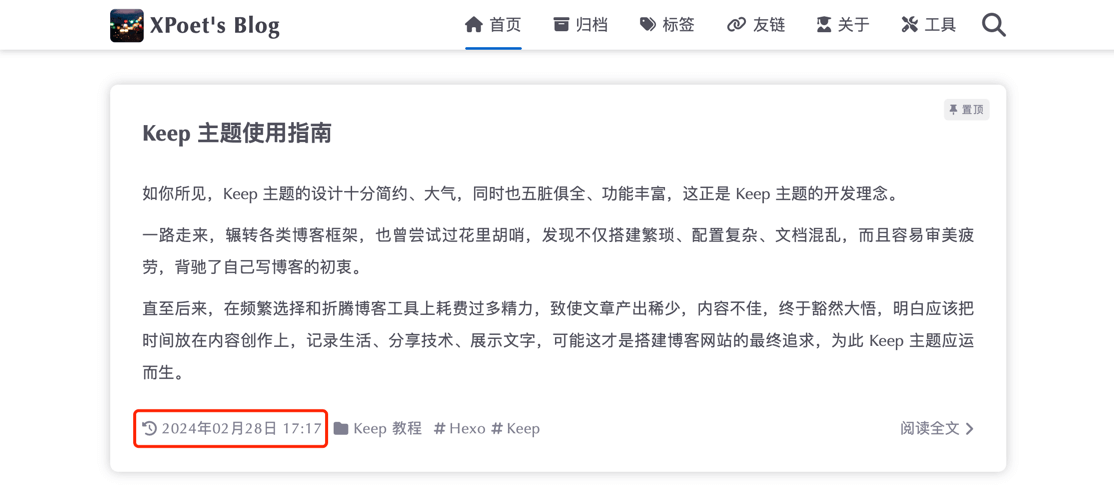 XPoet's Blog
首页
归档
标签
友链
关于
工具
置顶
Keep 主题使用指南
如你所见，Keep 主题的设计十分简约、大气，同时也五脏俱全、功能丰富，这正是 Keep 主题的开发理念。
一路走来，辗转各类博客框架，也曾尝试过花里胡哨，发现不仅搭建繁琐、配置复杂、文档混乱，而且容易审美疲
劳，背驰了自己写博客的初衷。
直至后来，在频繁选择和折腾博客工具上耗费过多精力，致使文章产出稀少，内容不佳，终于豁然大悟，明白应该把
时间放在内容创作上，记录生活、分享技术、展示文字，可能这才是搭建博客网站的最终追求，为此 Keep 主题应运
而生。
2024年02月28日 17:17 Keep 教程 #Hexo #Keep
阅读全文